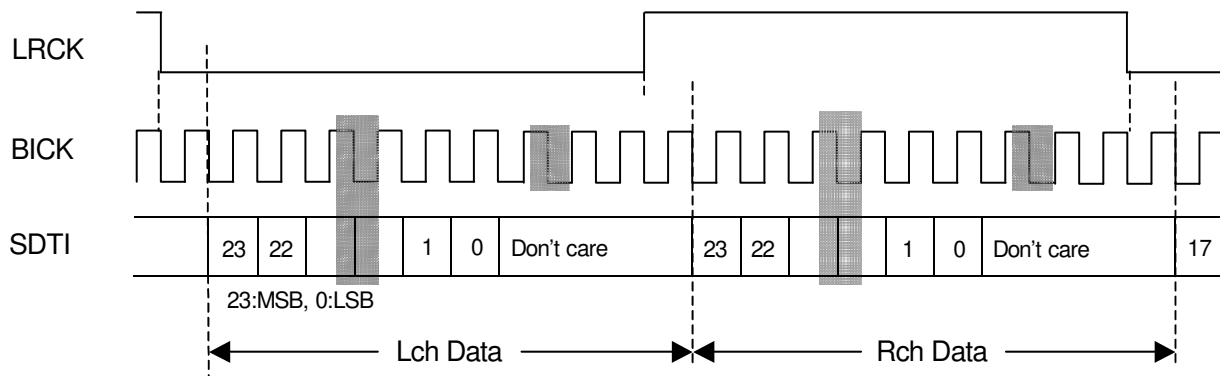 LRCK
BICK
SDTI
23 22 1 0 Don't care 23 22 1 0 Don't care 17
23:MSB, 0:LSB
Lch Data Rch Data